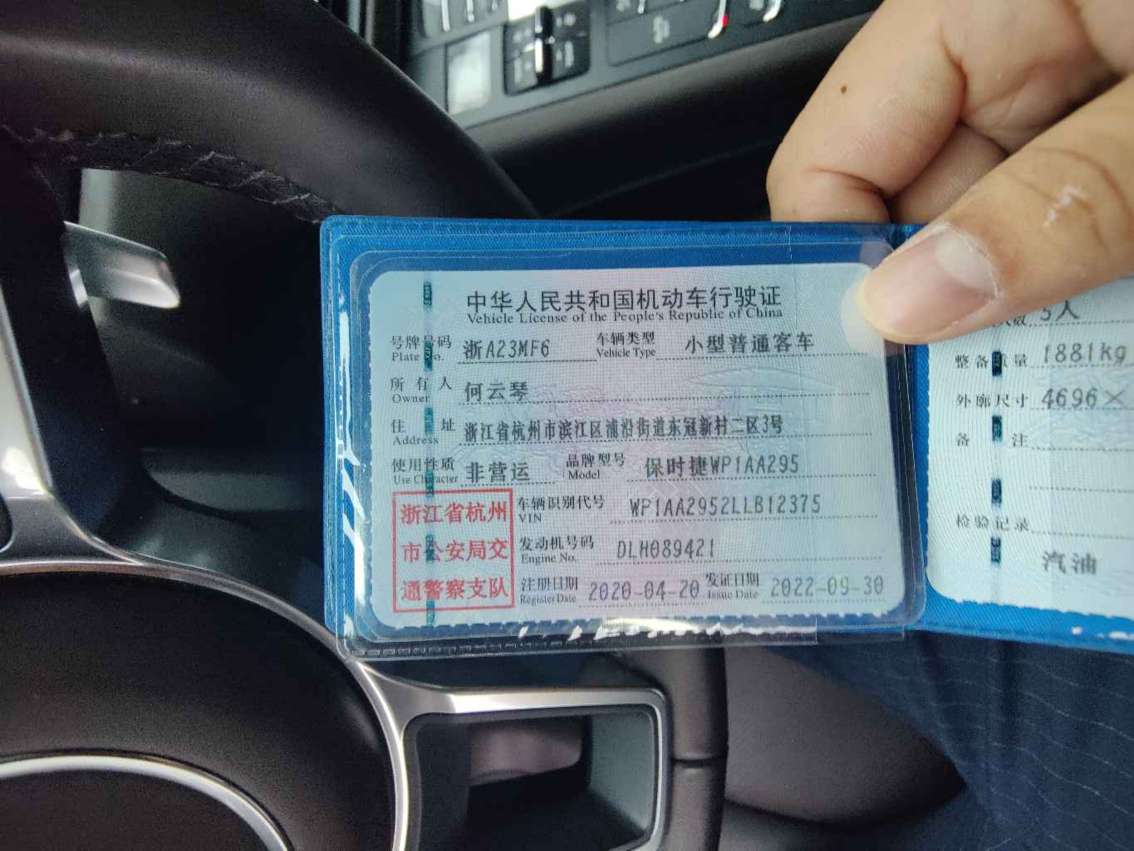 中华人民共和国机动车行驶证
Vehicle License of the People's Republic of China
号牌号码 浙A23MF6 车辆类型 小型普通客车
Plate No. Vehicle Type
所有人 何云琴
Owner
住址 浙江省杭州市滨江区浦沿街道东冠新村二区3号
Address
使用性质 非营运 品牌型号 保时捷WP1AA295
Use Character Model
浙江省杭州
市公安局交
通警察支队
车辆识别代号 WP1AA2952LLB12375
VIN
发动机号码 DLH089421
Engine No.
注册日期 2020-04-20 发证日期 2022-09-30
Register Date Issue Date
5人
整备质量 1881kg
外廓尺寸 4696×
备注
检验记录
汽油